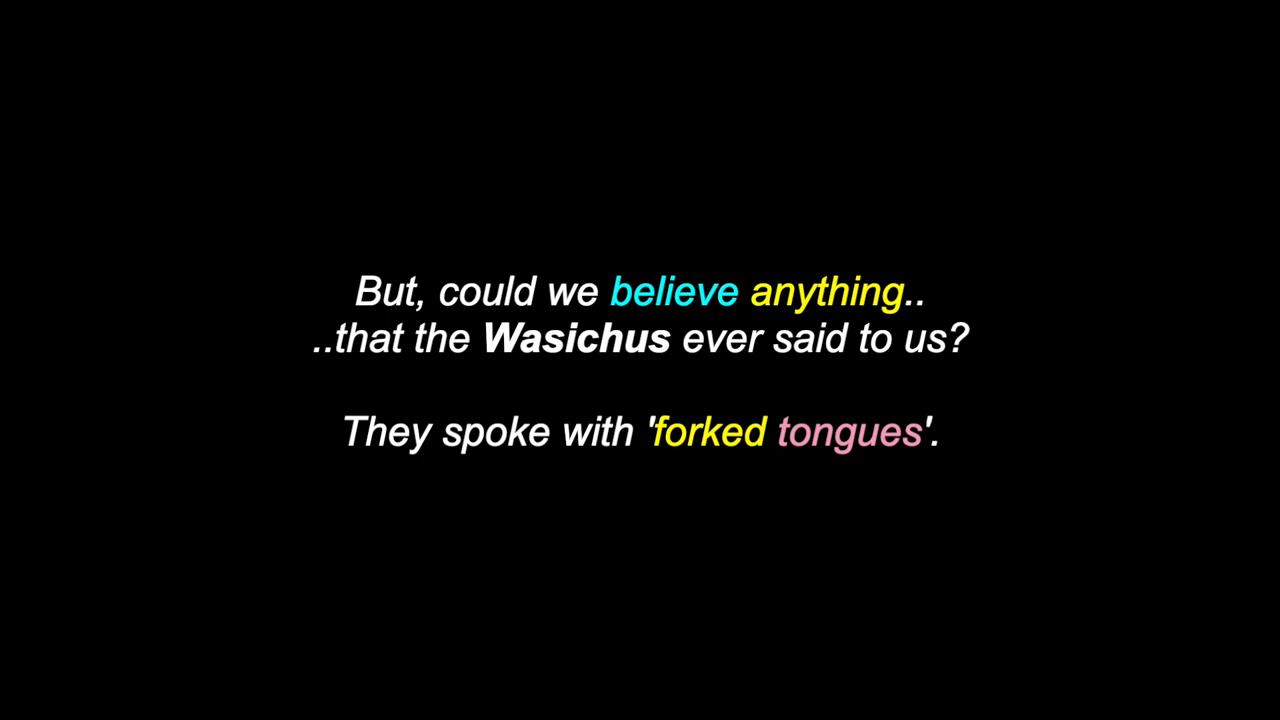 But, could we believe anything..
..that the Wasichus ever said to us?
They spoke with 'forked tongues'.